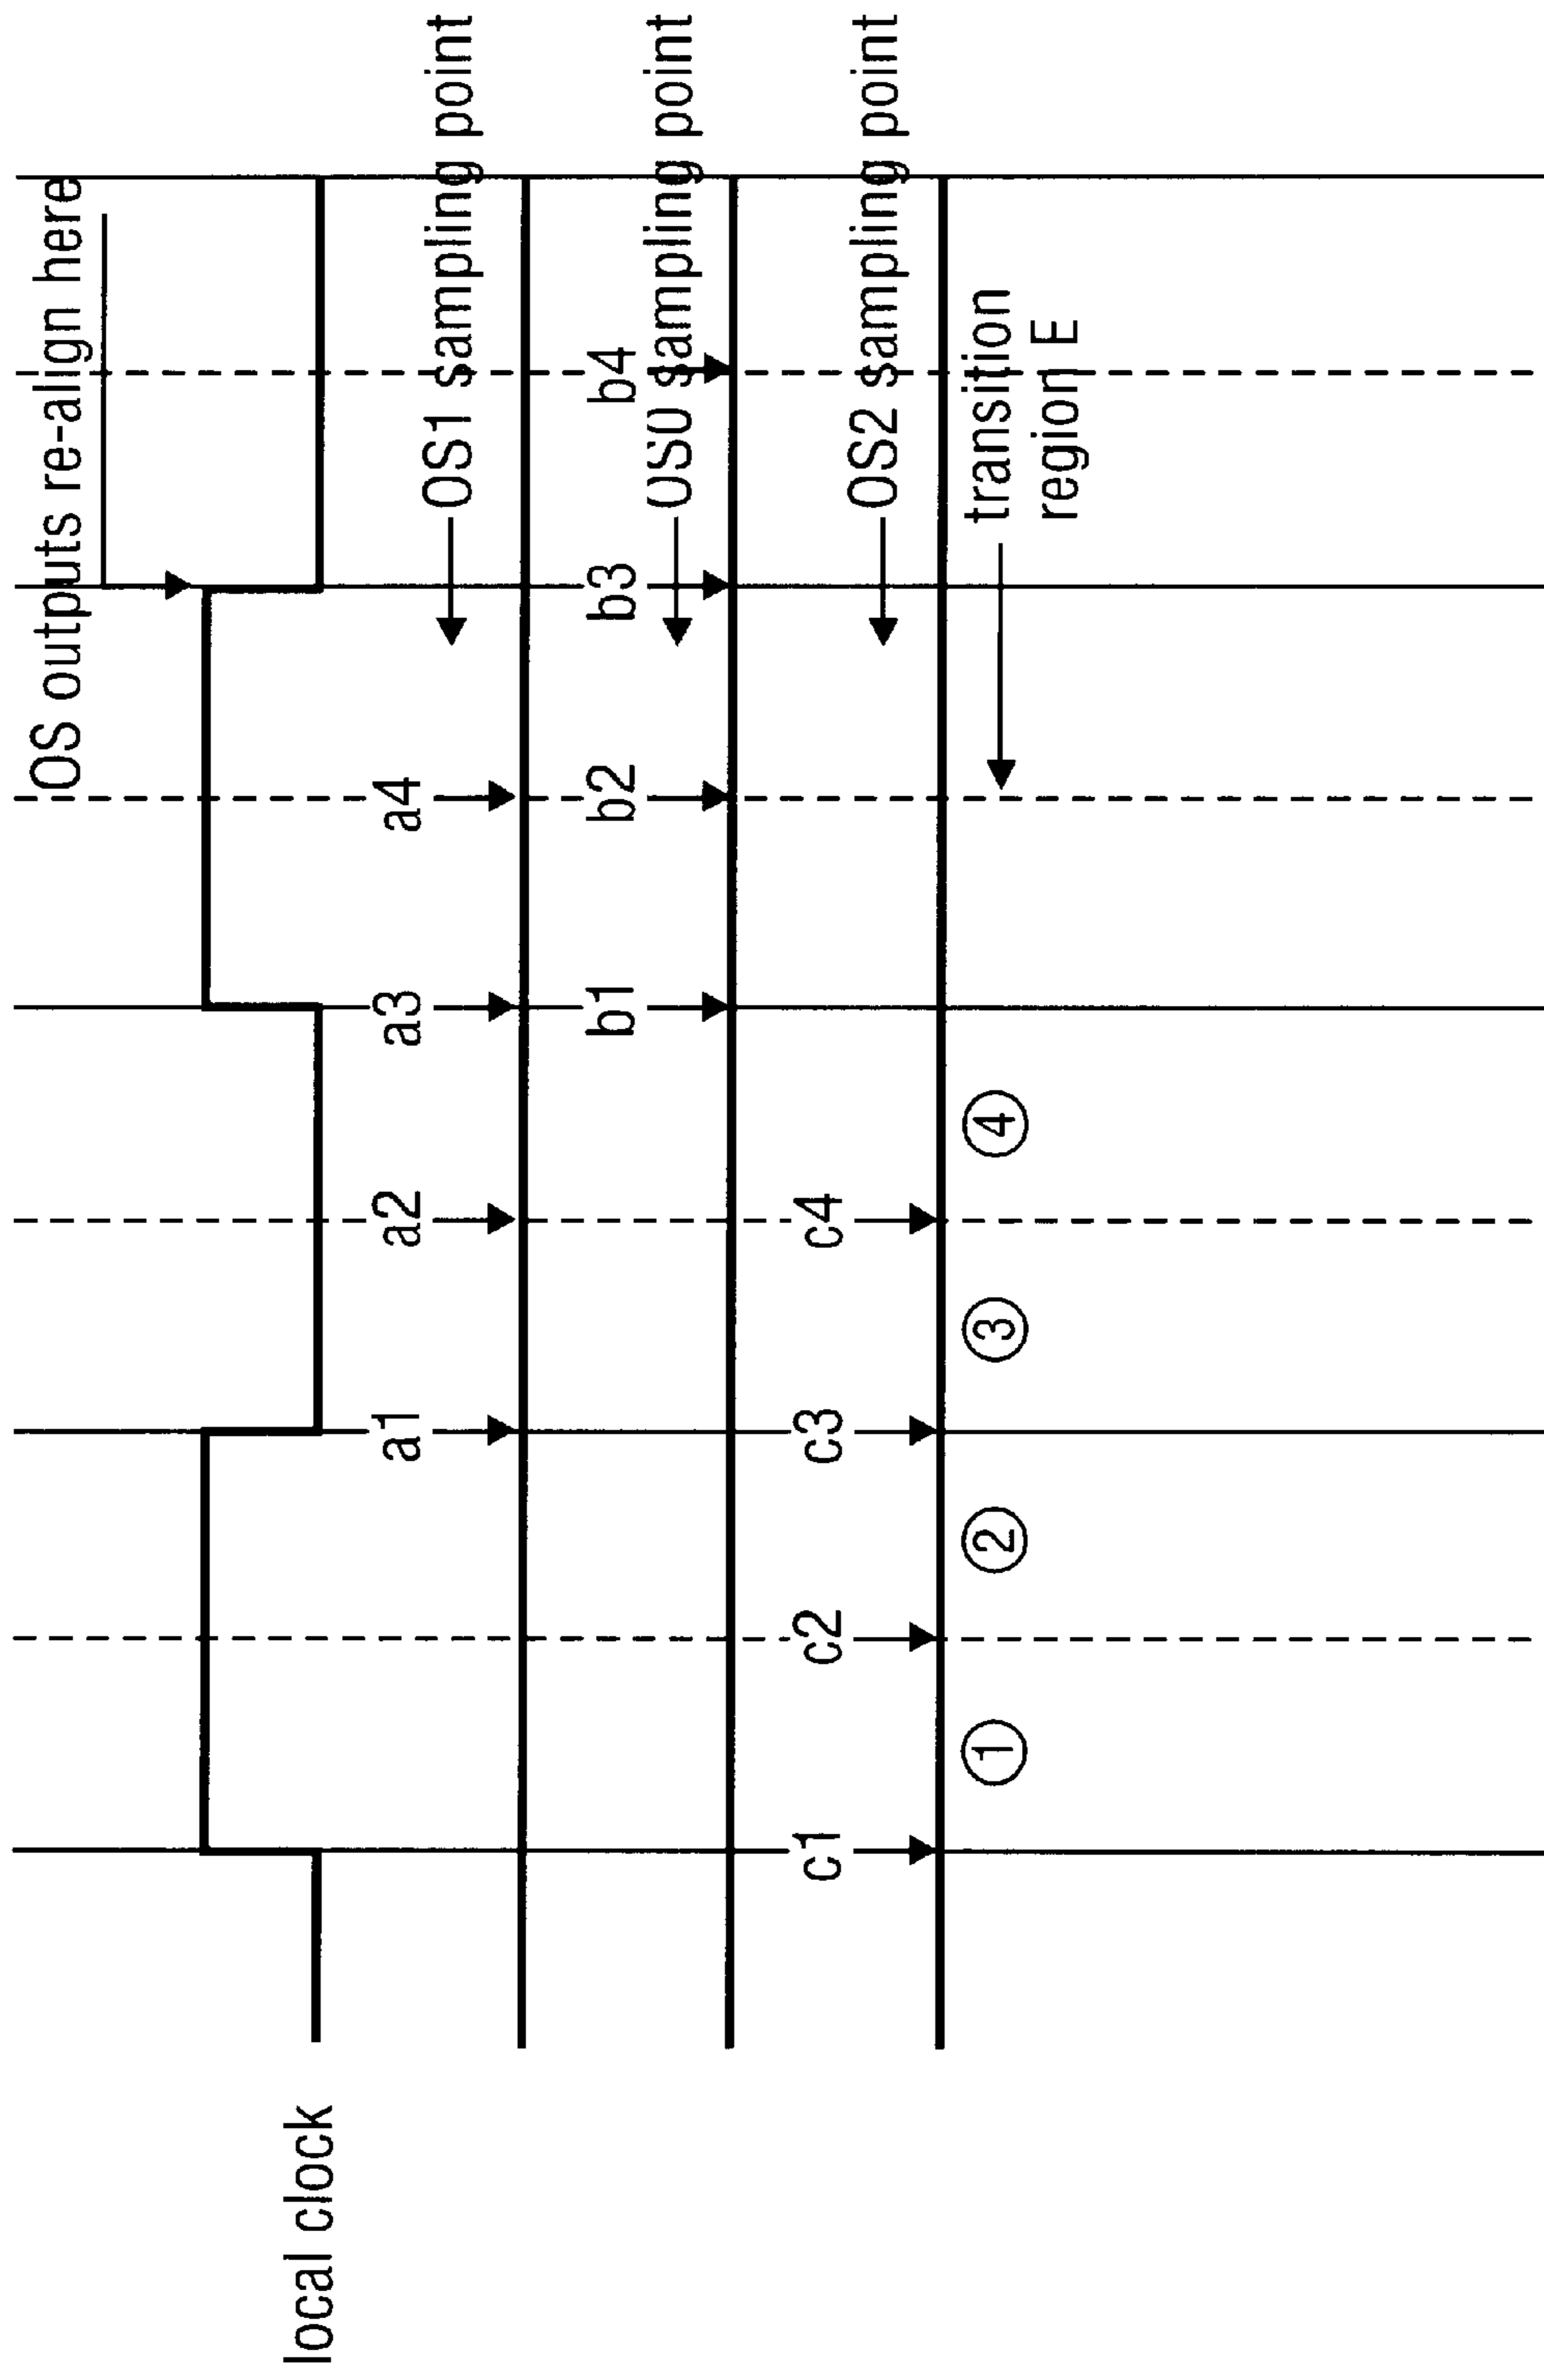 OS outputs re-align here
local clock
a1 a2 a3 a4
OS1 sampling point
b1 b2 b3 b4
OS0 sampling point
c1 c2 c3 c4
OS2 sampling point
1 2 3 4
transition
region E